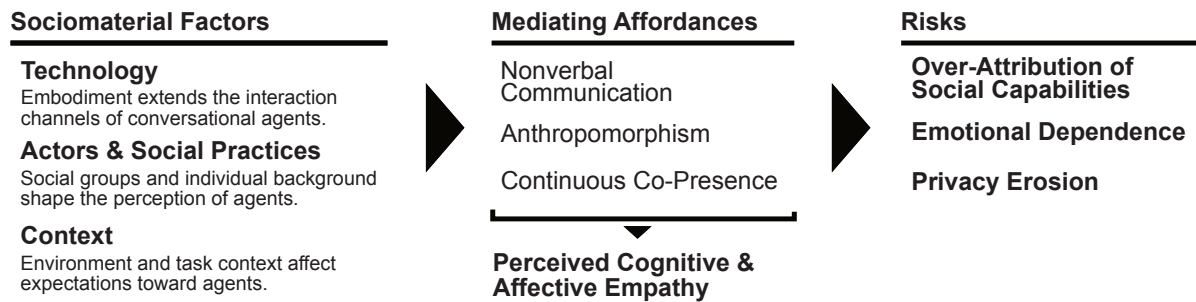 Sociomaterial Factors
Technology
Embodiment extends the interaction
channels of conversational agents.
Actors & Social Practices
Social groups and individual background
shape the perception of agents.
Context
Environment and task context affect
expectations toward agents.
Mediating Affordances
Nonverbal
Communication
Anthropomorphism
Continuous Co-Presence
Perceived Cognitive &
Affective Empathy
Risks
Over-Attribution of
Social Capabilities
Emotional Dependence
Privacy Erosion